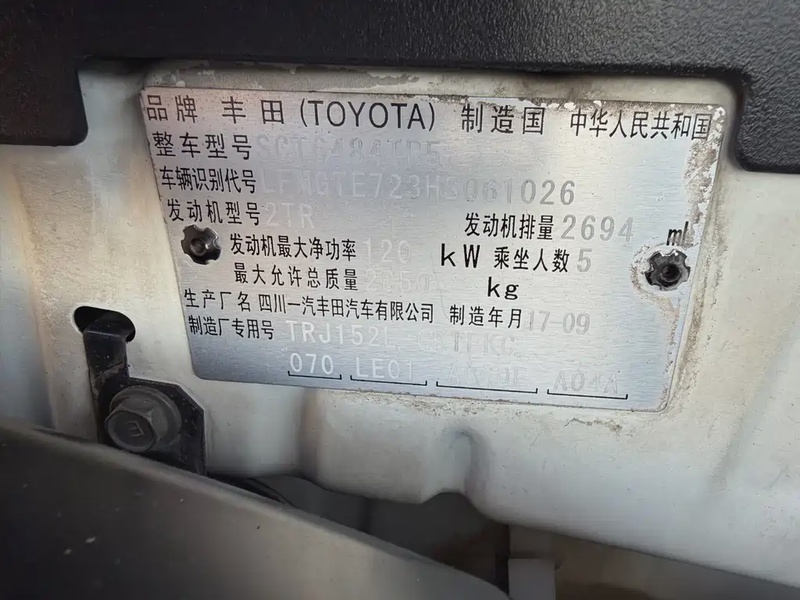 品牌 丰田(TOYOTA) 制造国 中华人民共和国
整车型号
车辆识别代号 LFMGTE723HS061026
发动机型号 2TR 发动机排量 2694 ml
发动机最大净功率 120 kW 乘坐人数 5
最大允许总质量 kg
生产厂名 四川一汽丰田汽车有限公司 制造年月 17-09
制造厂专用号
070 LE01 A04A